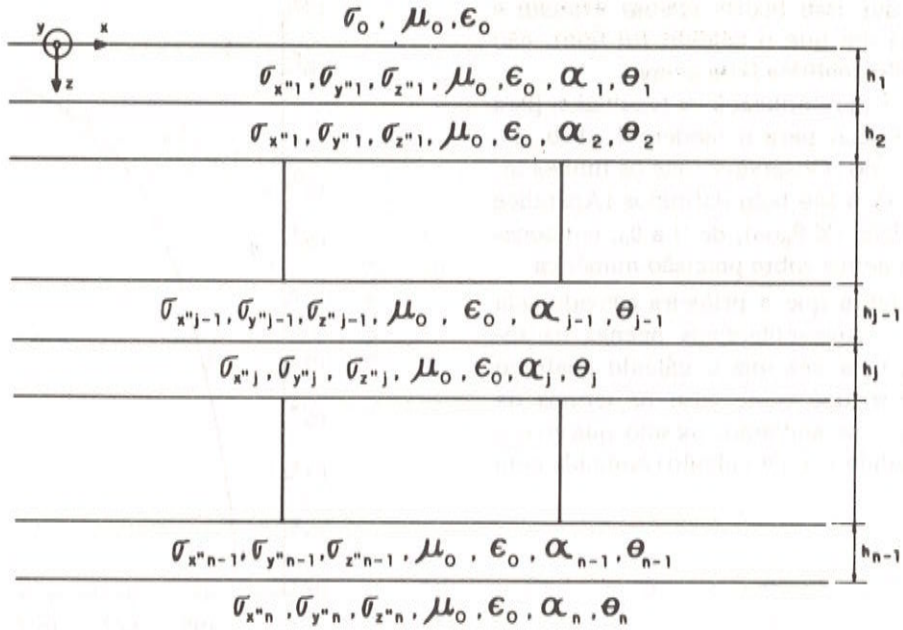 σ₀, μ₀, ϵ₀
y x
z
σx"1, σy"1, σz"1, μ₀, ϵ₀, α₁, θ₁ h₁
σx"1, σy"1, σz"1, μ₀, ϵ₀, α₂, θ₂ h₂
σx"j-1, σy"j-1, σz"j-1, μ₀ ϵ₀, αj-1, θj-1 hj-1
σx"j, σy"j, σz"j, μ₀, ϵ₀, αj, θj hj
σx"n-1, σy"n-1, σz"n-1, μ₀, ϵ₀, αn-1, θn-1 hn-1
σx"n, σy"n, σz"n, μ₀, ϵ₀, αn, θn